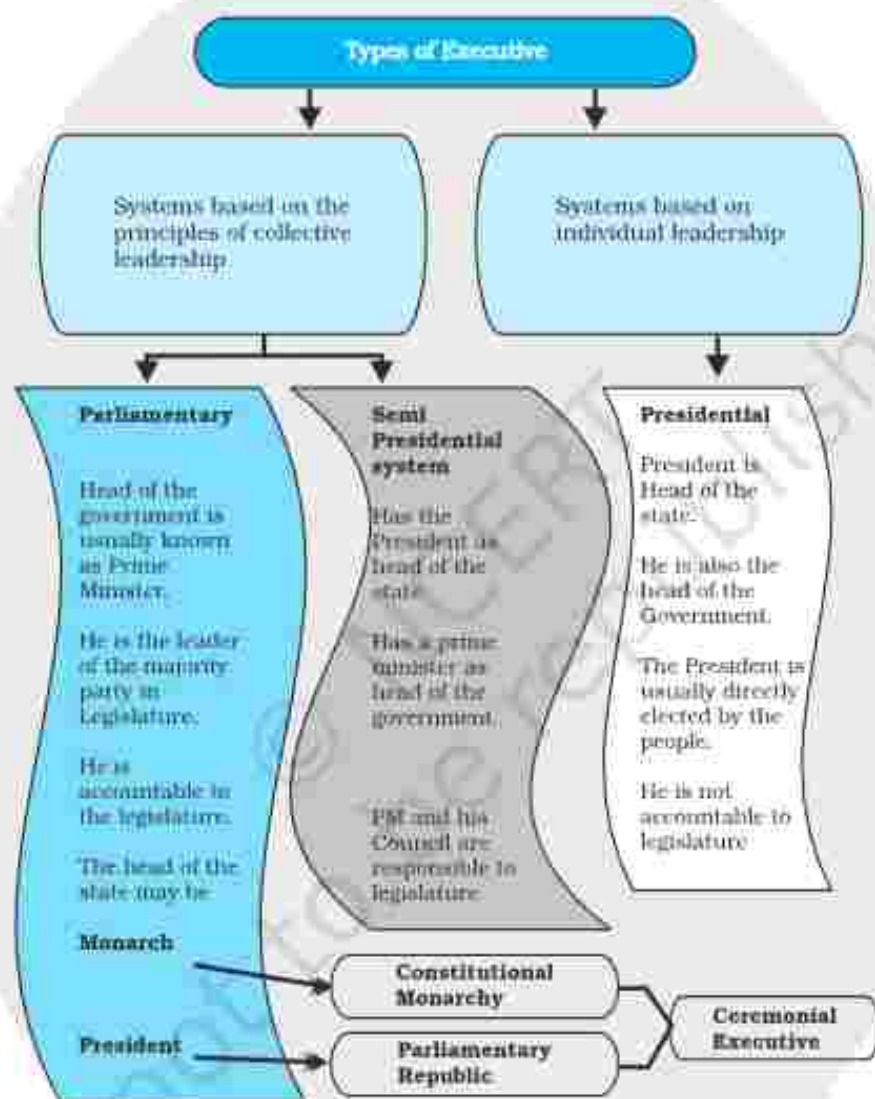 Types of Executive
Systems based on the
principles of collective
leadership
Systems based on
individual leadership
Parliamentary
Head of the
government is
usually known
as Prime
Minister.
He is the leader
of the majority
party in
Legislature.
He is
accountable to
the legislature.
The head of the
state may be
Monarch
President
Semi
Presidential
system
Has the
President as
head of the
state
Has a prime
minister as
head of the
government.
PM and his
Council are
responsible to
legislature
Presidential
President is
Head of the
state.
He is also the
head of the
Government.
The President is
usually directly
elected by the
people.
He is not
accountable to
legislature
Constitutional
Monarchy
Parliamentary
Republic
Ceremonial
Executive
© NCERT
not to be republish